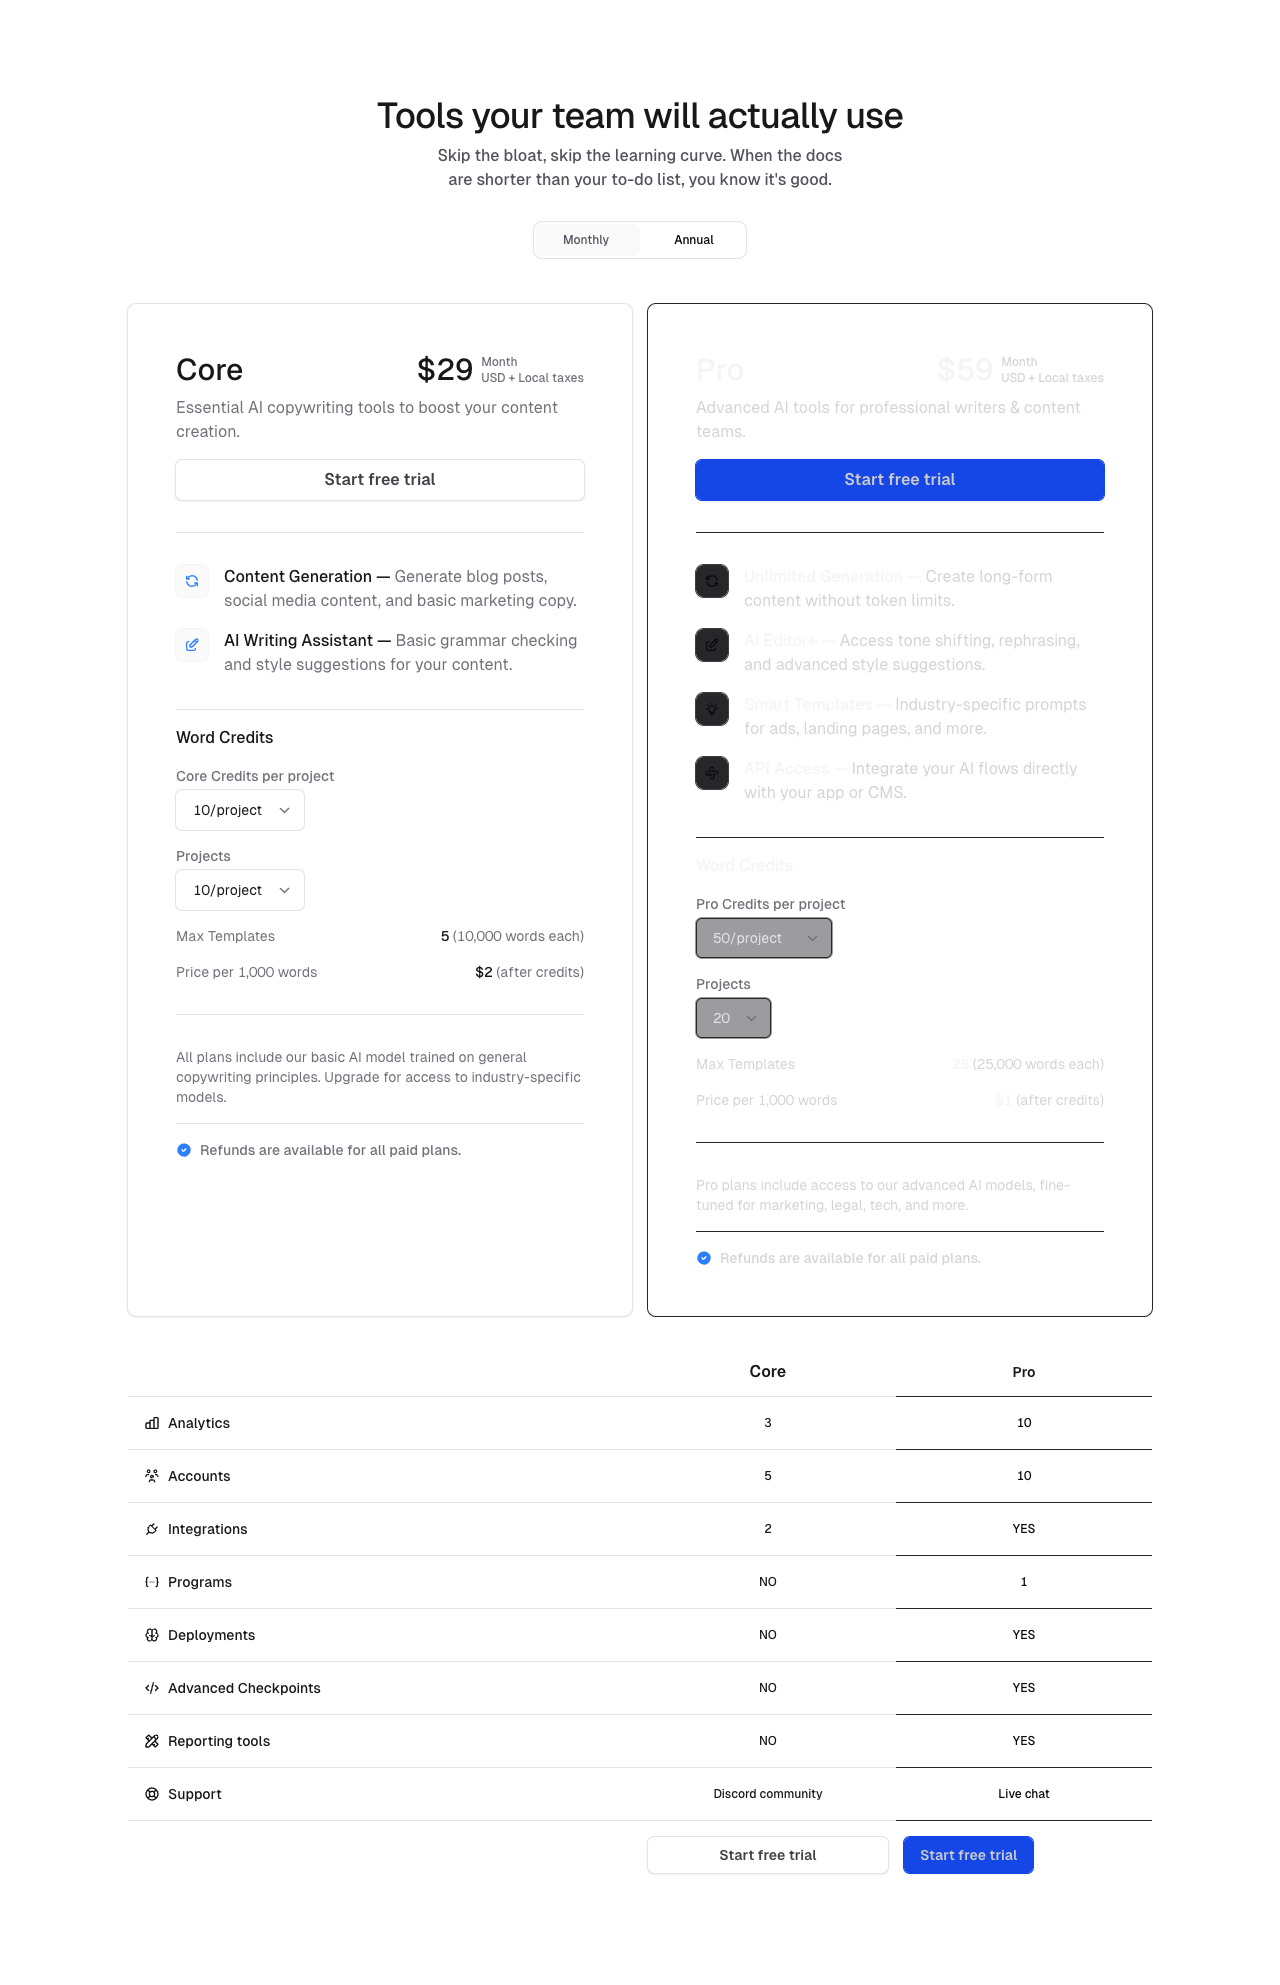 Tools your team will actually use
Skip the bloat, skip the learning curve. When the docs
are shorter than your to-do list, you know it's good.
Monthly
Annual
Core
$29
Month
USD + Local taxes
Essential AI copywriting tools to boost your content
creation.
Start free trial
Content Generation — Generate blog posts,
social media content, and basic marketing copy.
AI Writing Assistant — Basic grammar checking
and style suggestions for your content.
Word Credits
Core Credits per project
10/project
Projects
10/project
Max Templates
5 (10,000 words each)
Price per 1,000 words
$2 (after credits)
All plans include our basic AI model trained on general
copywriting principles. Upgrade for access to industry-specific
models.
Refunds are available for all paid plans.
Pro
$59
Month
USD + Local taxes
Advanced AI tools for professional writers & content
teams.
Start free trial
Unlimited Generation — Create long-form
content without token limits.
AI Editor+ — Access tone shifting, rephrasing,
and advanced style suggestions.
Smart Templates — Industry-specific prompts
for ads, landing pages, and more.
API Access — Integrate your AI flows directly
with your app or CMS.
Word Credits
Pro Credits per project
50/project
Projects
20
Max Templates
25 (25,000 words each)
Price per 1,000 words
$1 (after credits)
Pro plans include access to our advanced AI models, fine-
tuned for marketing, legal, tech, and more.
Refunds are available for all paid plans.
Core Pro
Analytics 3 10
Accounts 5 10
Integrations 2 YES
Programs NO 1
Deployments NO YES
Advanced Checkpoints NO YES
Reporting tools NO YES
Support Discord community Live chat
Start free trial Start free trial